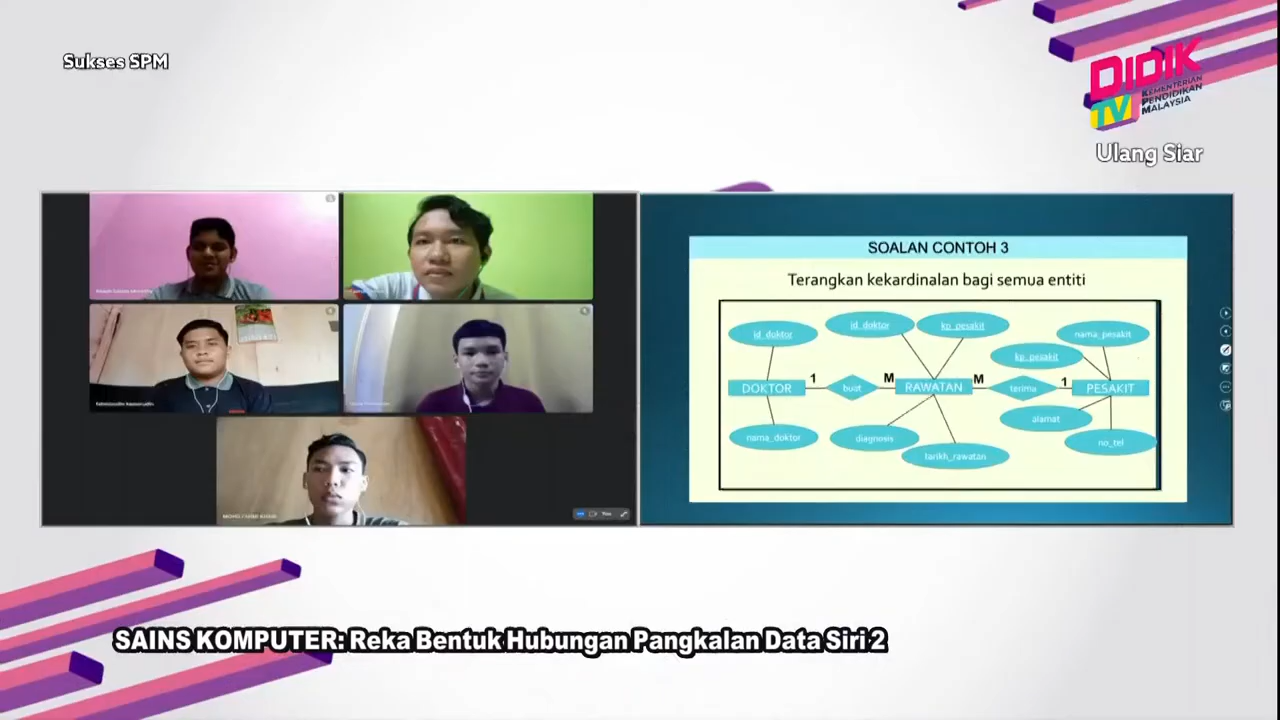 Sukses SPM
DIDIK
TV
KEMENTERIAN
PENDIDIKAN
MALAYSIA
Ulang Siar
SOALAN CONTOH 3
Terangkan kekardinalan bagi semua entiti
id_doktor
id_doktor
kp_pesakit
nama_pesakit
kp_pesakit
DOKTOR
1
buat
M
RAWATAN
M
terima
1
PESAKIT
alamat
nama_doktor
diagnosis
tarikh_rawatan
no_tel
SAINS KOMPUTER: Reka Bentuk Hubungan Pangkalan Data Siri 2